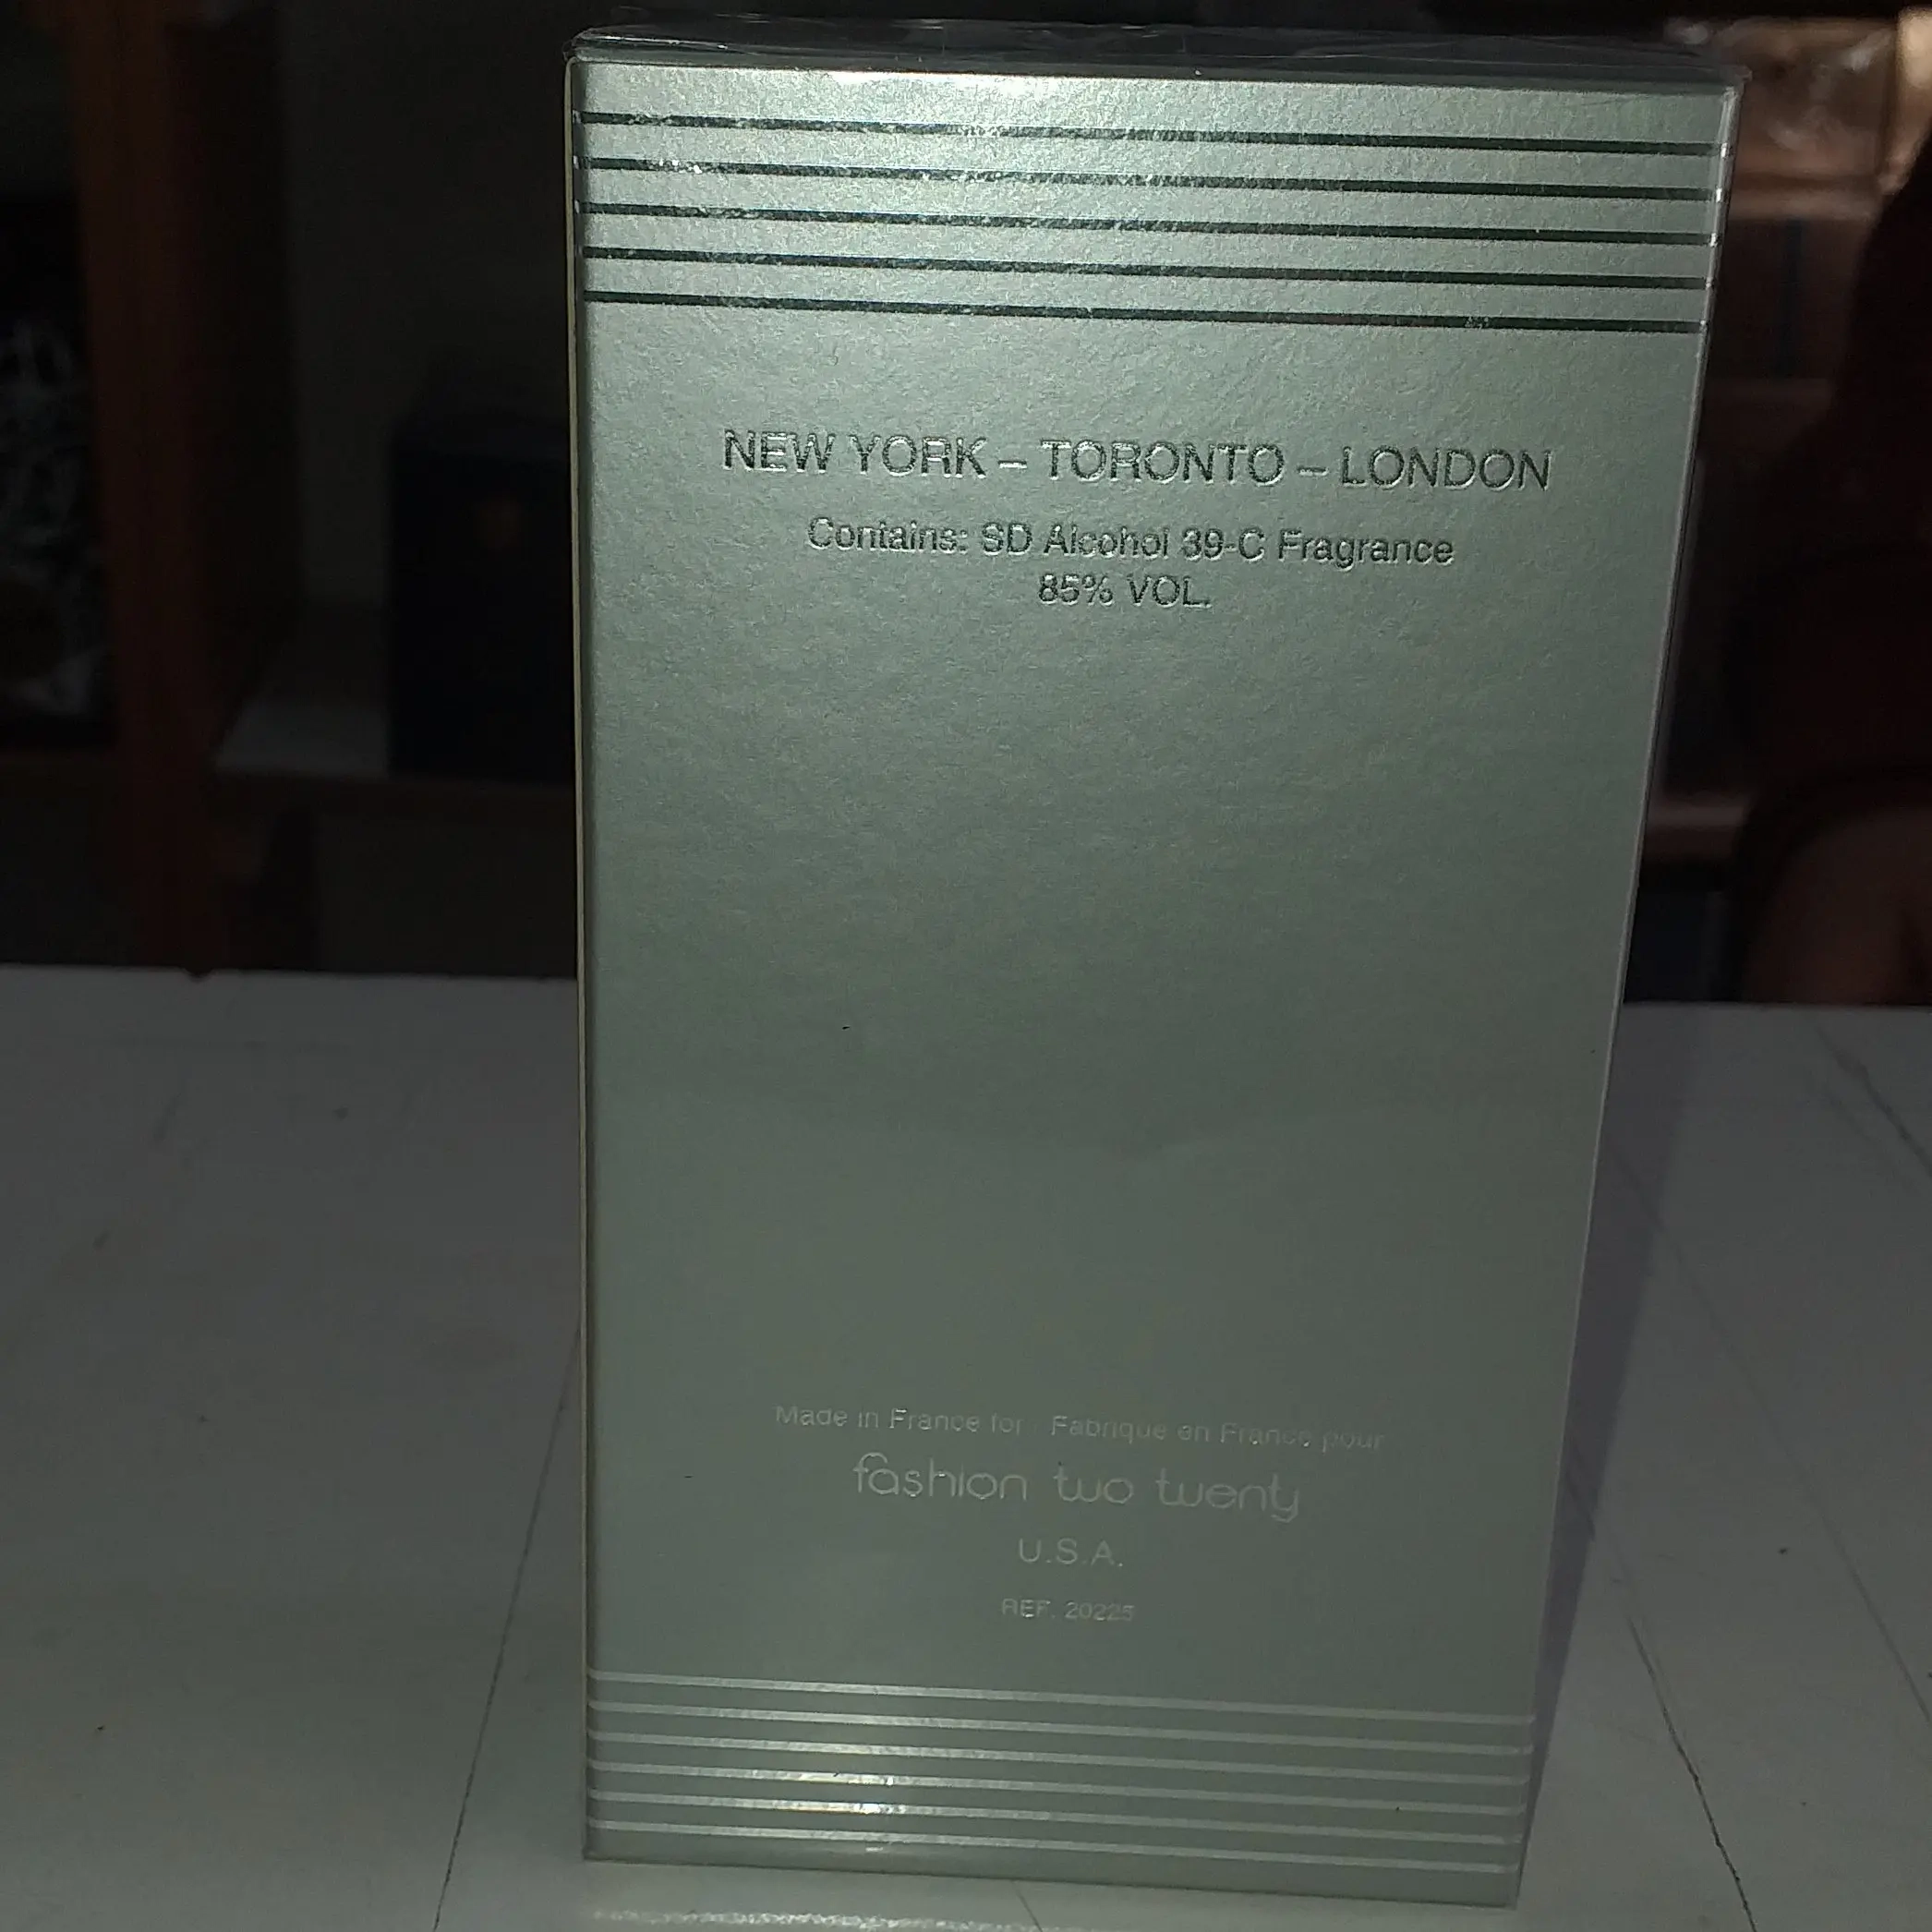 NEW YORK – TORONTO – LONDON
Contains: SD Alcohol 39-C Fragrance
85% VOL.
Made in France for · Fabrique en France pour
fashion two twenty
U.S.A.
REF. 20225